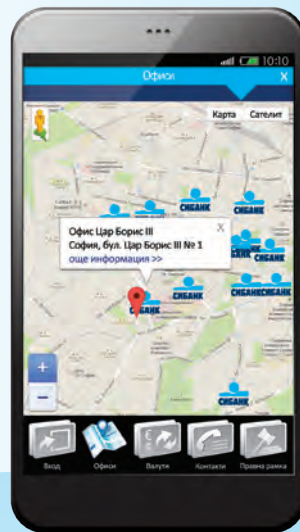 10:10
Офиси X
Карта Сателит
СИБАНК
СИБАНК
СИБАНК
Офис Цар Борис III X
София, бул. Цар Борис III № 1
още информация >>
СИБАНК
СИБАНК СИБАНК
+
−
СИБАНК
Вход Офиси Валути Контакти Правна рамка